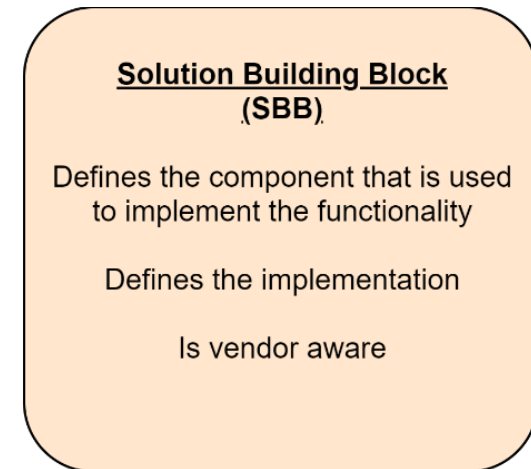 Solution Building Block
(SBB)
Defines the component that is used
to implement the functionality
Defines the implementation
Is vendor aware